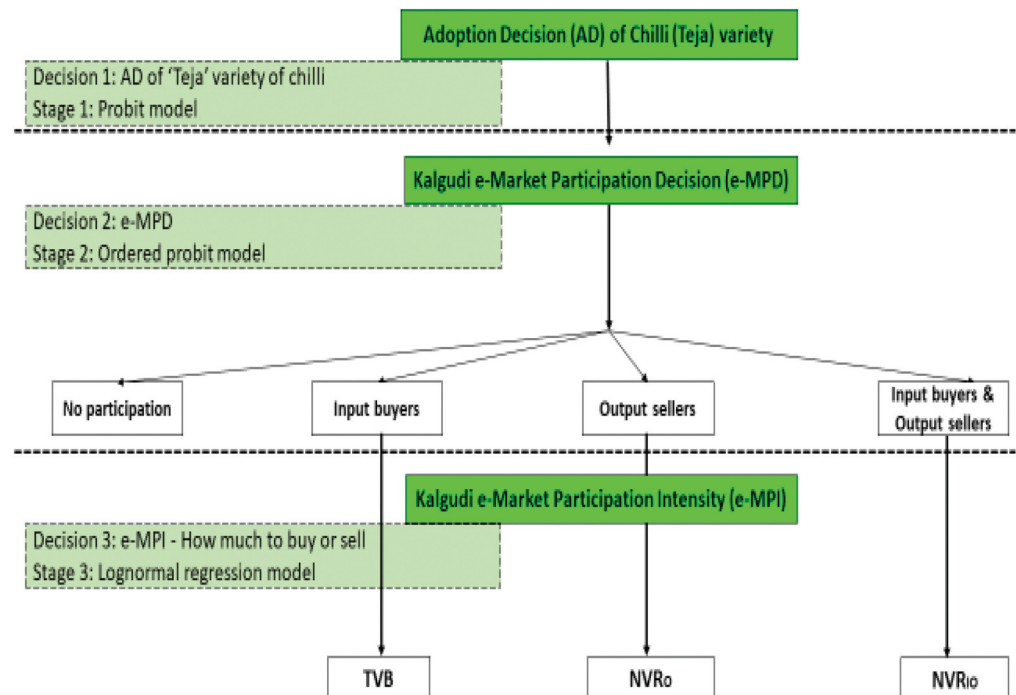 Adoption Decision (AD) of Chilli (Teja) variety
Decision 1: AD of 'Teja' variety of chilli
Stage 1: Probit model
Kalgudi e-Market Participation Decision (e-MPD)
Decision 2: e-MPD
Stage 2: Ordered probit model
No participation
Input buyers
Output sellers
Input buyers &
Output sellers
Kalgudi e-Market Participation Intensity (e-MPI)
Decision 3: e-MPI - How much to buy or sell
Stage 3: Lognormal regression model
TVB
NVRO
NVRIO